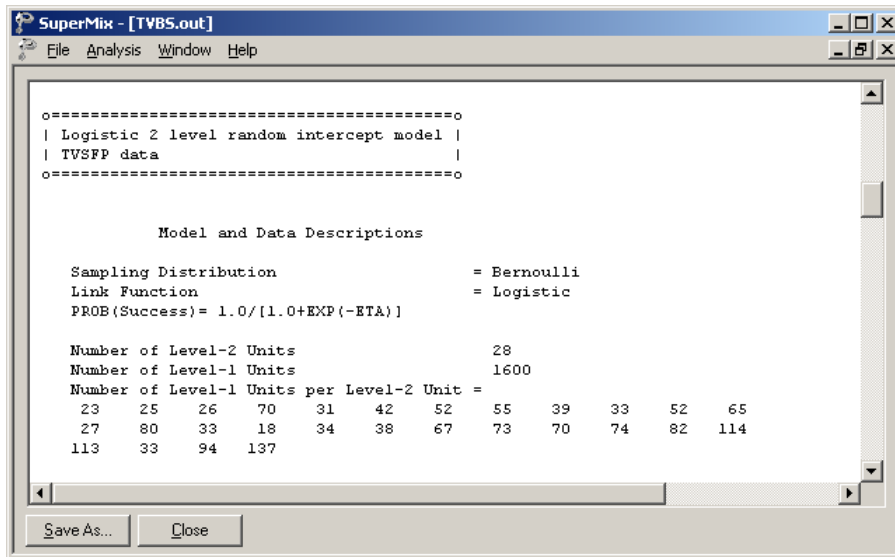 SuperMix - [TVBS.out]
File Analysis Window Help
o==========================================o
| Logistic 2 level random intercept model |
| TVSFP data |
o==========================================o
Model and Data Descriptions
Sampling Distribution = Bernoulli
Link Function = Logistic
PROB(Success)= 1.0/[1.0+EXP(-ETA)]
Number of Level-2 Units 28
Number of Level-1 Units 1600
Number of Level-1 Units per Level-2 Unit =
23 25 26 70 31 42 52 55 39 33 52 65
27 80 33 18 34 38 67 73 70 74 82 114
113 33 94 137
Save As... Close